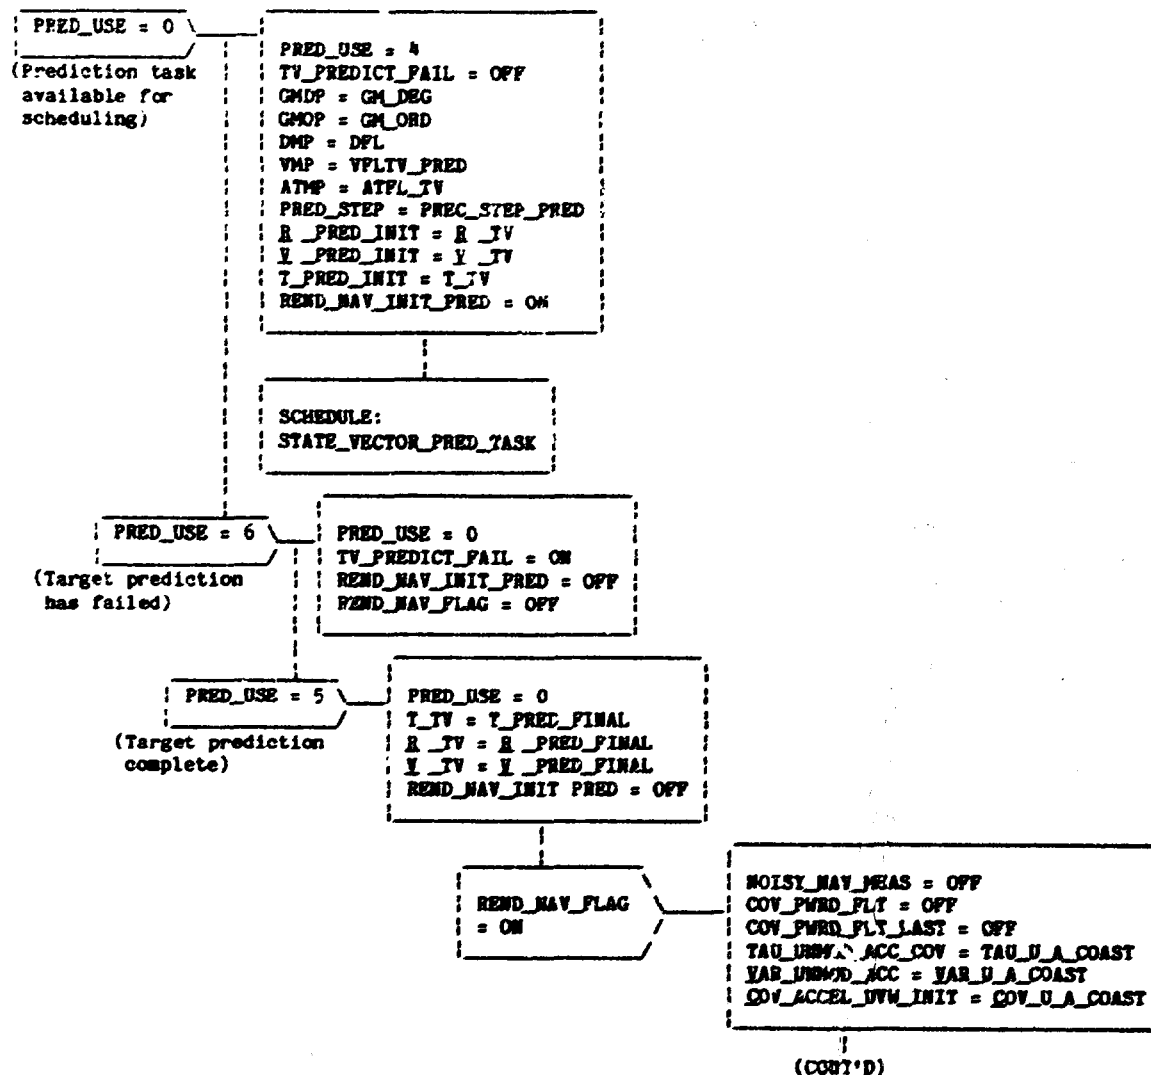 PRED_USE = 0
(Prediction task
available for
scheduling)
PRED_USE = 4
TV_PREDICT_FAIL = OFF
GMDP = GM_DEG
GMOP = GM_ORD
DMP = DFL
VMP = VFLTV_PRED
ATMP = ATFL_TV
PRED_STEP = PREC_STEP_PRED
R_PRED_INIT = R_TV
V_PRED_INIT = V_TV
T_PRED_INIT = T_TV
REND_NAV_INIT_PRED = ON
SCHEDULE:
STATE_VECTOR_PRED_TASK
PRED_USE = 6
(Target prediction
has failed)
PRED_USE = 0
TV_PREDICT_FAIL = ON
REND_NAV_INIT_PRED = OFF
REND_NAV_FLAG = OFF
PRED_USE = 5
(Target prediction
complete)
PRED_USE = 0
T_TV = T_PRED_FINAL
R_TV = R_PRED_FINAL
V_TV = V_PRED_FINAL
REND_NAV_INIT PRED = OFF
REND_NAV_FLAG
= ON
NOISY_NAV_MEAS = OFF
COV_PWRD_FLT = OFF
COV_PWRD_FLT_LAST = OFF
TAU_UNMOD_ACC_COV = TAU_U_A_COAST
VAR_UNMOD_ACC = VAR_U_A_COAST
COV_ACCEL_UVW_INIT = COV_U_A_COAST
(CONT'D)